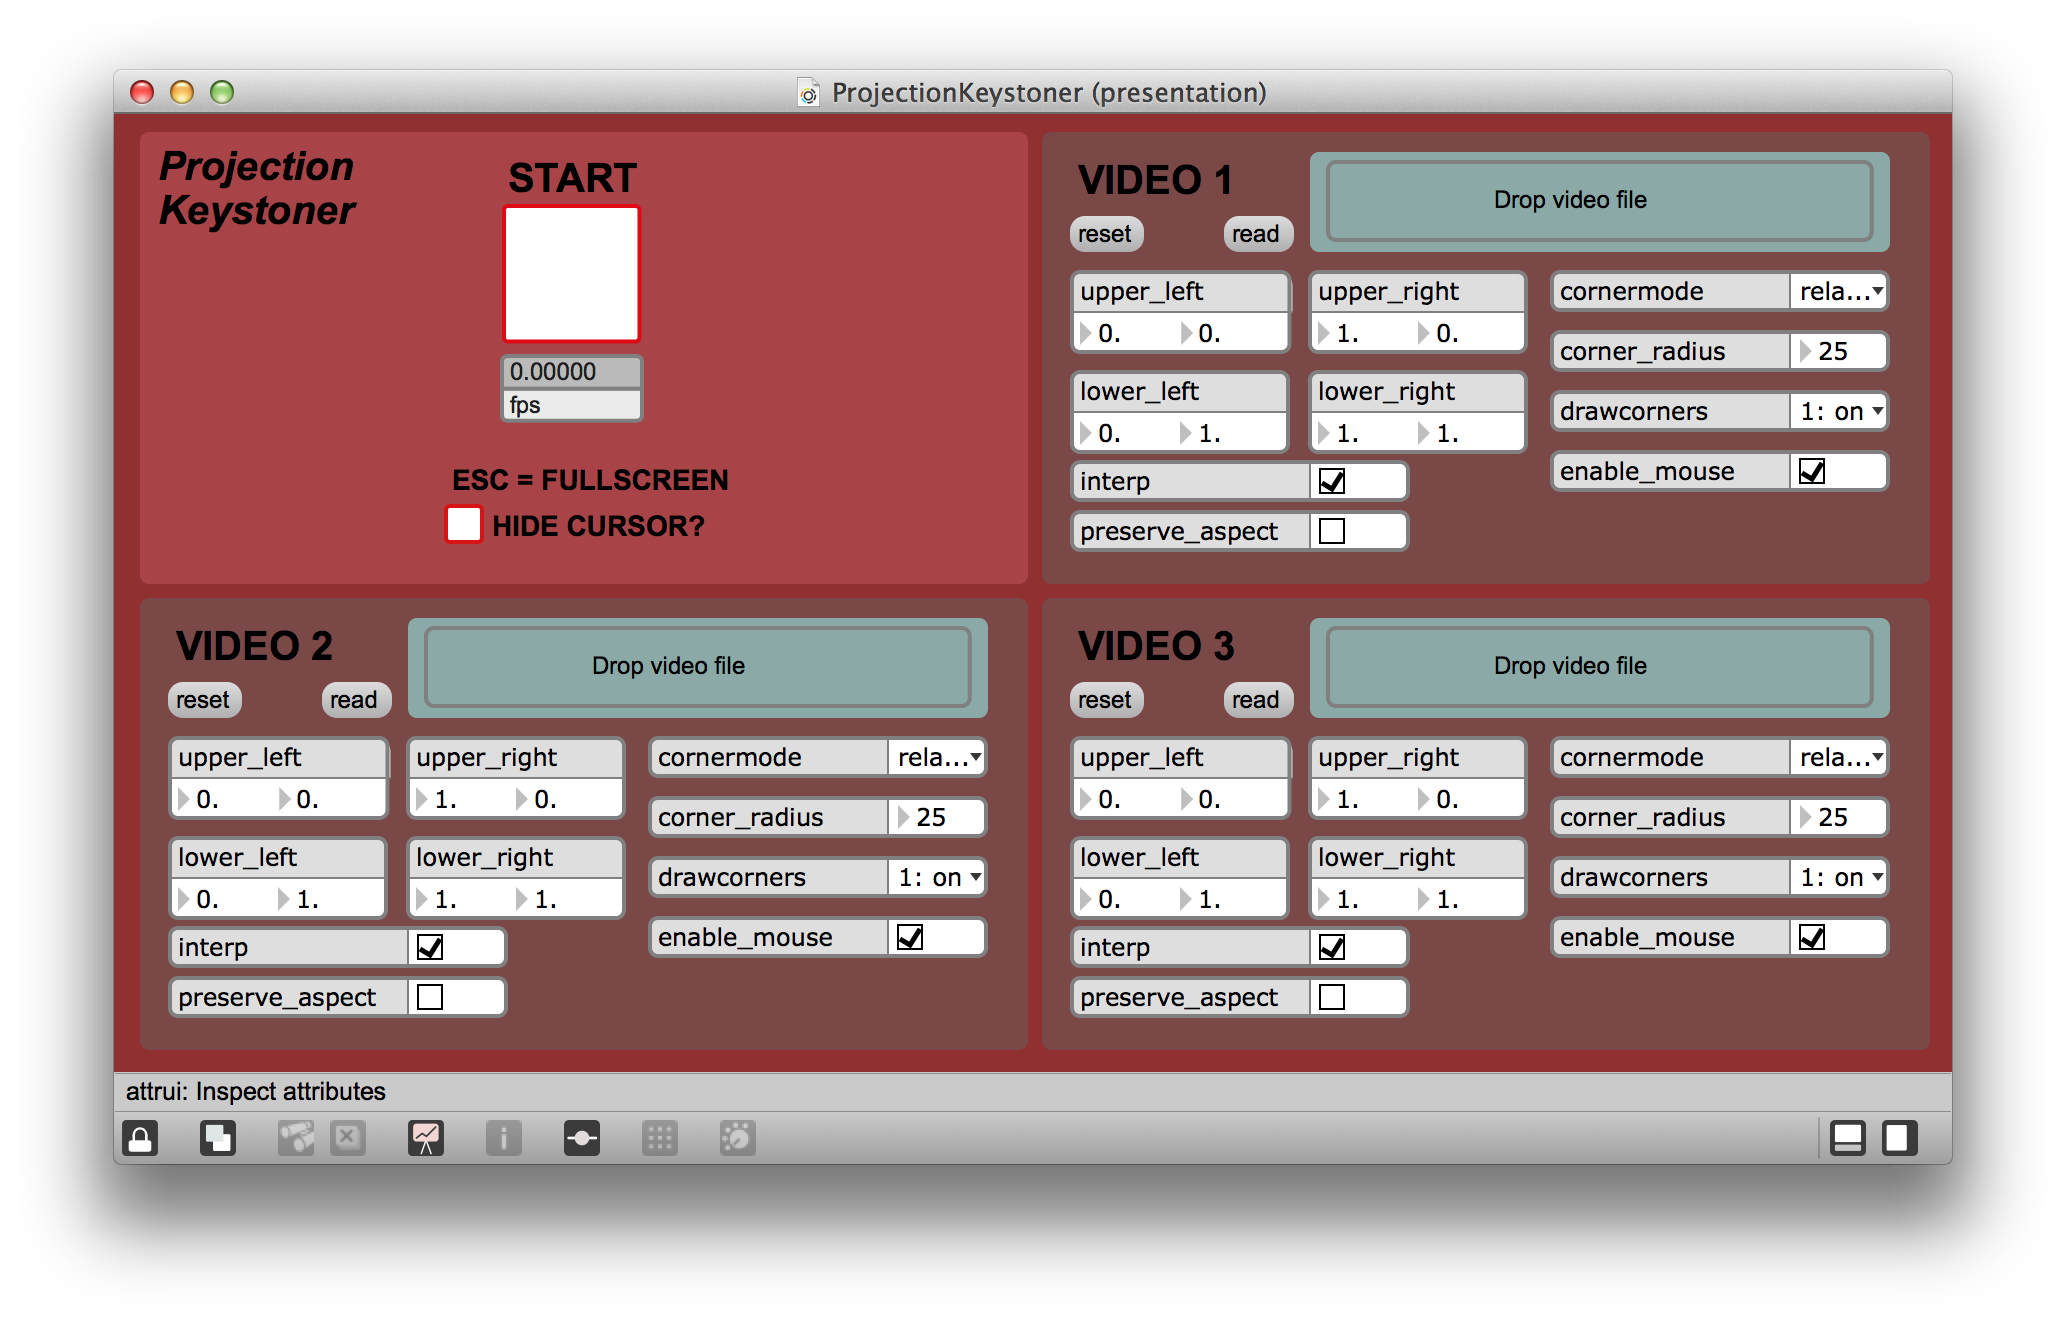 ProjectionKeystoner (presentation)
Projection
Keystoner
START
0.00000
fps
ESC = FULLSCREEN
HIDE CURSOR?
VIDEO 1
Drop video file
reset read
upper_left upper_right cornermode rela...
0. 0. 1. 0.
corner_radius 25
lower_left lower_right
drawcorners 1: on
0. 1. 1. 1.
interp enable_mouse
preserve_aspect
VIDEO 2
Drop video file
reset read
upper_left upper_right cornermode rela...
0. 0. 1. 0.
corner_radius 25
lower_left lower_right
drawcorners 1: on
0. 1. 1. 1.
interp enable_mouse
preserve_aspect
VIDEO 3
Drop video file
reset read
upper_left upper_right cornermode rela...
0. 0. 1. 0.
corner_radius 25
lower_left lower_right
drawcorners 1: on
0. 1. 1. 1.
interp enable_mouse
preserve_aspect
attrui: Inspect attributes